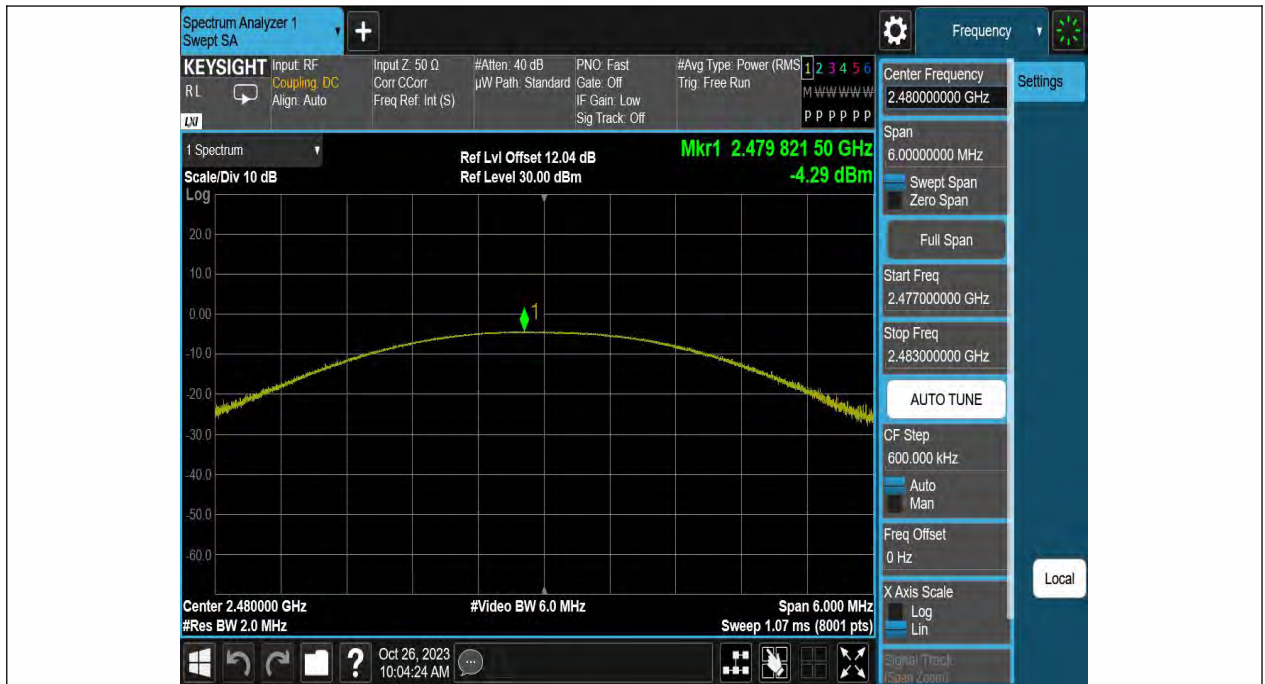 Spectrum Analyzer 1
Swept SA
+
Frequency
KEYSIGHT
RL
LXI
Input: RF
Coupling: DC
Align: Auto
Input Z: 50 Ω
Corr CCorr
Freq Ref: Int (S)
#Atten: 40 dB
µW Path: Standard
PNO: Fast
Gate: Off
IF Gain: Low
Sig Track: Off
#Avg Type: Power (RMS
Trig: Free Run
1 2 3 4 5 6
M W W W W W
P P P P P P
1 Spectrum
Scale/Div 10 dB
Ref Lvl Offset 12.04 dB
Ref Level 30.00 dBm
Mkr1 2.479 821 50 GHz
-4.29 dBm
Log
20.0
10.0
0.00
-10.0
-20.0
-30.0
-40.0
-50.0
-60.0
1
Center 2.480000 GHz
#Res BW 2.0 MHz
#Video BW 6.0 MHz
Span 6.000 MHz
Sweep 1.07 ms (8001 pts)
?
Oct 26, 2023
10:04:24 AM
Center Frequency
2.480000000 GHz
Settings
Span
6.00000000 MHz
Swept Span
Zero Span
Full Span
Start Freq
2.477000000 GHz
Stop Freq
2.483000000 GHz
AUTO TUNE
CF Step
600.000 kHz
Auto
Man
Freq Offset
0 Hz
X Axis Scale
Log
Lin
Signal Track
(Span Zoom)
Local